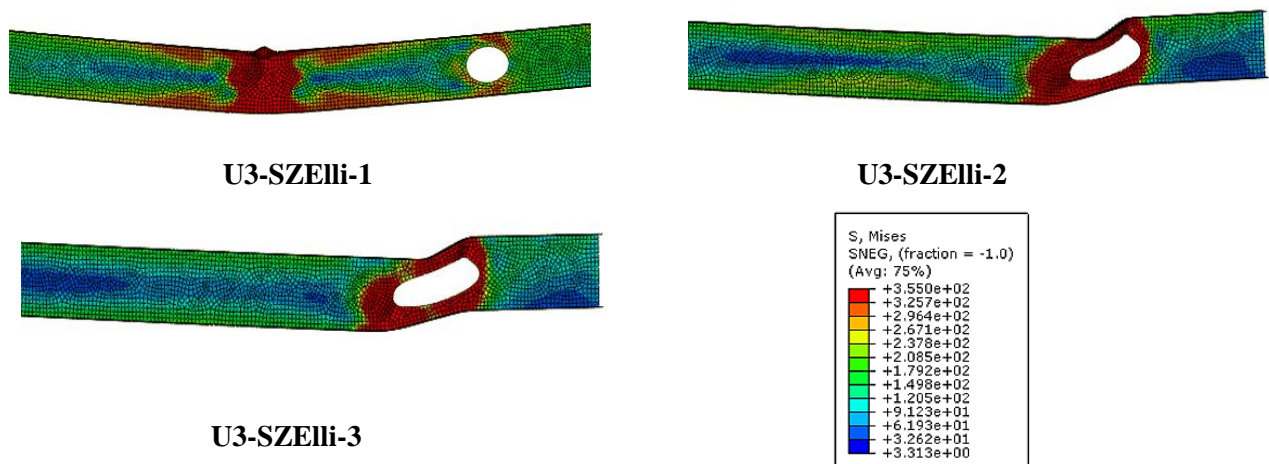 U3-SZElli-1
U3-SZElli-2
U3-SZElli-3
S, Mises
SNEG, (fraction = -1.0)
(Avg: 75%)
+3.550e+02
+3.257e+02
+2.964e+02
+2.671e+02
+2.378e+02
+2.085e+02
+1.792e+02
+1.498e+02
+1.205e+02
+9.123e+01
+6.193e+01
+3.262e+01
+3.313e+00